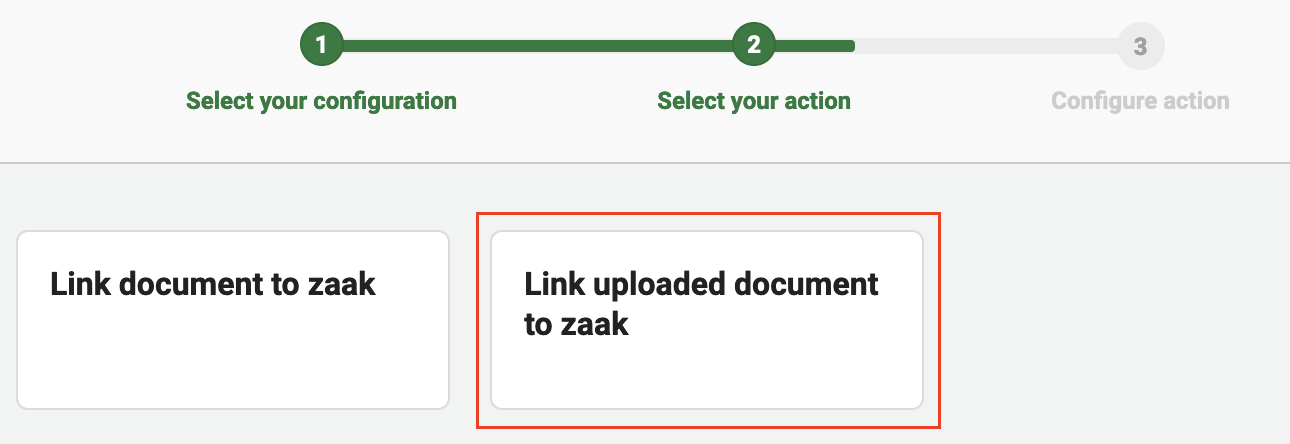 1
2
3
Select your configuration
Select your action
Configure action
Link document to zaak
Link uploaded document
to zaak